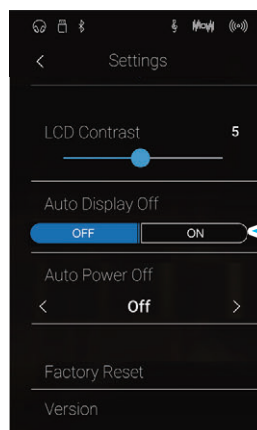 Settings
LCD Contrast 5
Auto Display Off
OFF ON
Auto Power Off
< Off >
Factory Reset
Version